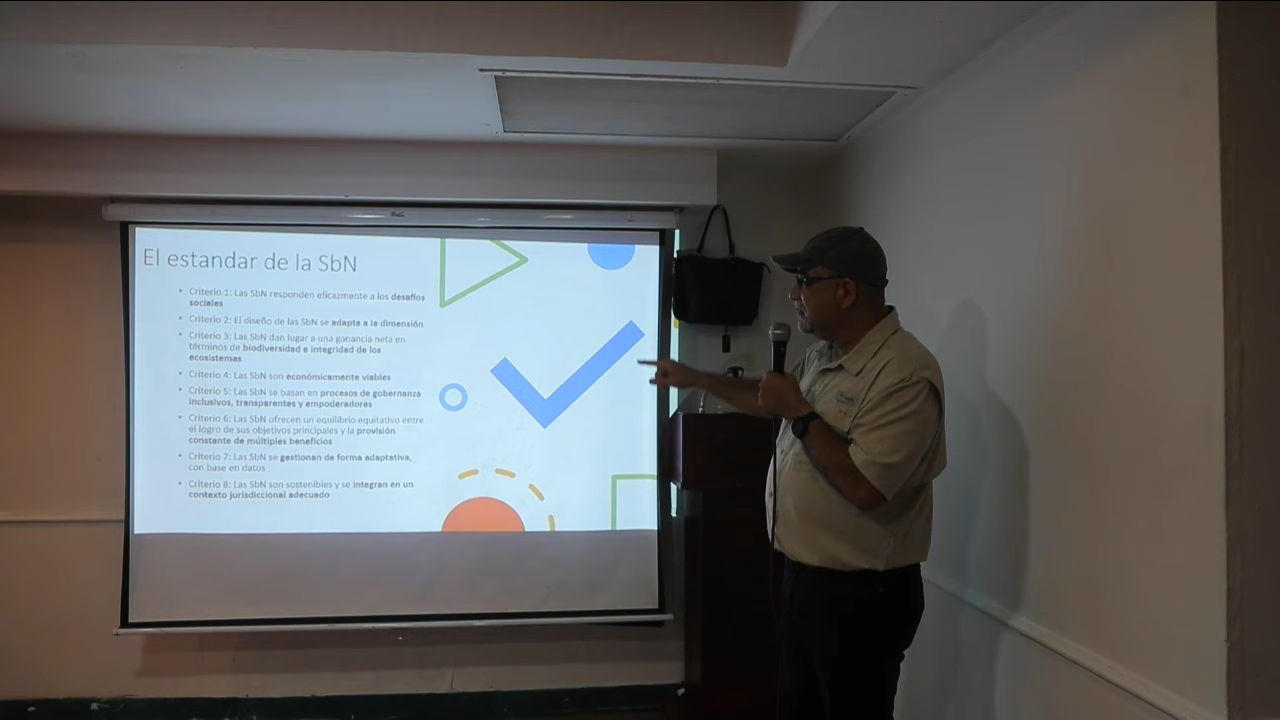 El estandar de la SbN
• Criterio 1: Las SbN responden eficazmente a los desafíos
sociales
• Criterio 2: El diseño de las SbN se adapta a la dimensión
• Criterio 3: Las SbN dan lugar a una ganancia neta en
términos de biodiversidad e integridad de los
ecosistemas
• Criterio 4: Las SbN son económicamente viables
• Criterio 5: Las SbN se basan en procesos de gobernanza
inclusivos, transparentes y empoderadores
• Criterio 6: Las SbN ofrecen un equilibrio equitativo entre
el logro de sus objetivos principales y la provisión
constante de múltiples beneficios
• Criterio 7: Las SbN se gestionan de forma adaptativa,
con base en datos
• Criterio 8: Las SbN son sostenibles y se integran en un
contexto jurisdiccional adecuado